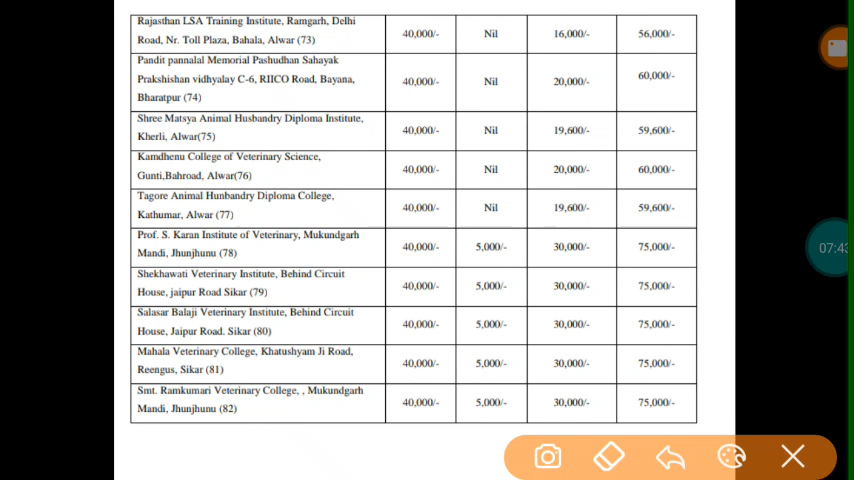 Rajasthan LSA Training Institute, Ramgarh, Delhi
Road, Nr. Toll Plaza, Bahala, Alwar (73)
40,000/- Nil 16,000/- 56,000/-
Pandit pannalal Memorial Pashudhan Sahayak
Prakshishan vidhyalay C-6, RIICO Road, Bayana,
Bharatpur (74)
40,000/- Nil 20,000/- 60,000/-
Shree Matsya Animal Husbandry Diploma Institute,
Kherli, Alwar(75)
40,000/- Nil 19,600/- 59,600/-
Kamdhenu College of Veterinary Science,
Gunti,Bahroad, Alwar(76)
40,000/- Nil 20,000/- 60,000/-
Tagore Animal Hunbandry Diploma College,
Kathumar, Alwar (77)
40,000/- Nil 19,600/- 59,600/-
Prof. S. Karan Institute of Veterinary, Mukundgarh
Mandi, Jhunjhunu (78)
40,000/- 5,000/- 30,000/- 75,000/-
Shekhawati Veterinary Institute, Behind Circuit
House, jaipur Road Sikar (79)
40,000/- 5,000/- 30,000/- 75,000/-
Salasar Balaji Veterinary Institute, Behind Circuit
House, Jaipur Road. Sikar (80)
40,000/- 5,000/- 30,000/- 75,000/-
Mahala Veterinary College, Khatushyam Ji Road,
Reengus, Sikar (81)
40,000/- 5,000/- 30,000/- 75,000/-
Smt. Ramkumari Veterinary College, , Mukundgarh
Mandi, Jhunjhunu (82)
40,000/- 5,000/- 30,000/- 75,000/-
07:43